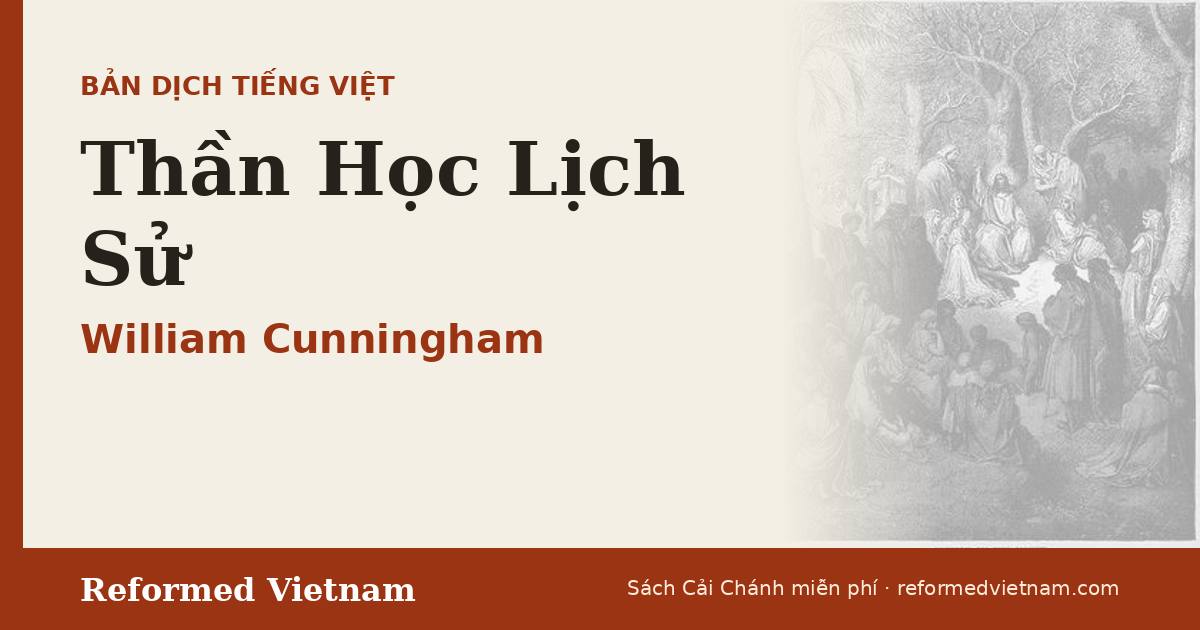 BẢN DỊCH TIẾNG VIỆT
Thần Học Lịch
Sử
William Cunningham
Reformed Vietnam
Sách Cải Chánh miễn phí · reformedvietnam.com